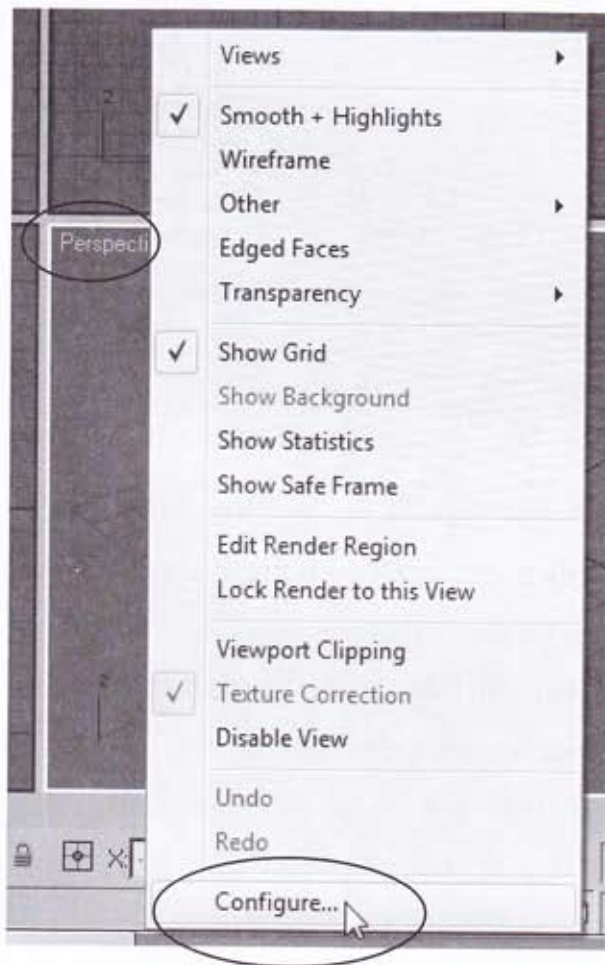 Views
Smooth + Highlights
Wireframe
Other
Edged Faces
Transparency
Show Grid
Show Background
Show Statistics
Show Safe Frame
Edit Render Region
Lock Render to this View
Viewport Clipping
Texture Correction
Disable View
Undo
Redo
Configure...
Perspecti
X: